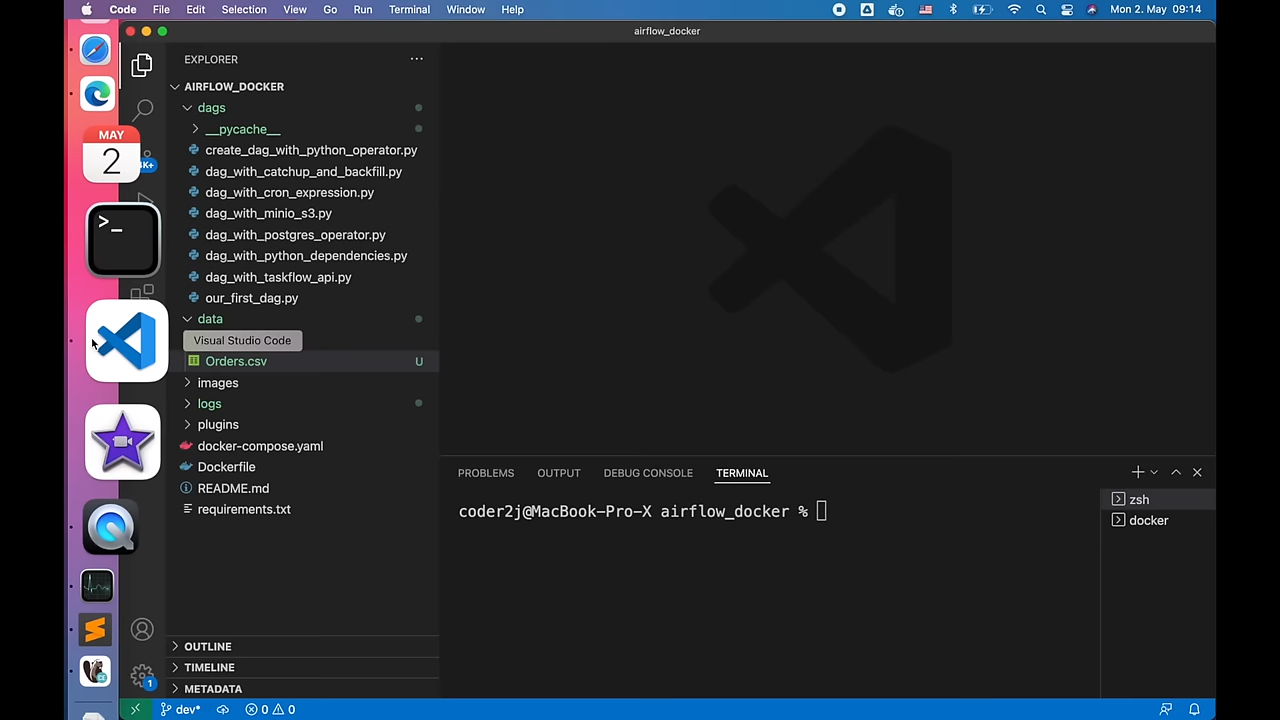 Code File Edit Selection View Go Run Terminal Window Help Mon 2. May 09:14
airflow_docker
EXPLORER
AIRFLOW_DOCKER
dags
__pycache__
create_dag_with_python_operator.py
dag_with_catchup_and_backfill.py
dag_with_cron_expression.py
dag_with_minio_s3.py
dag_with_postgres_operator.py
dag_with_python_dependencies.py
dag_with_taskflow_api.py
our_first_dag.py
data
Visual Studio Code
Orders.csv U
images
logs
plugins
docker-compose.yaml
Dockerfile
README.md
requirements.txt
OUTLINE
TIMELINE
METADATA
MAY
2
K+
>_
1
PROBLEMS OUTPUT DEBUG CONSOLE TERMINAL
coder2j@MacBook-Pro-X airflow_docker %
zsh
docker
dev* 0 0